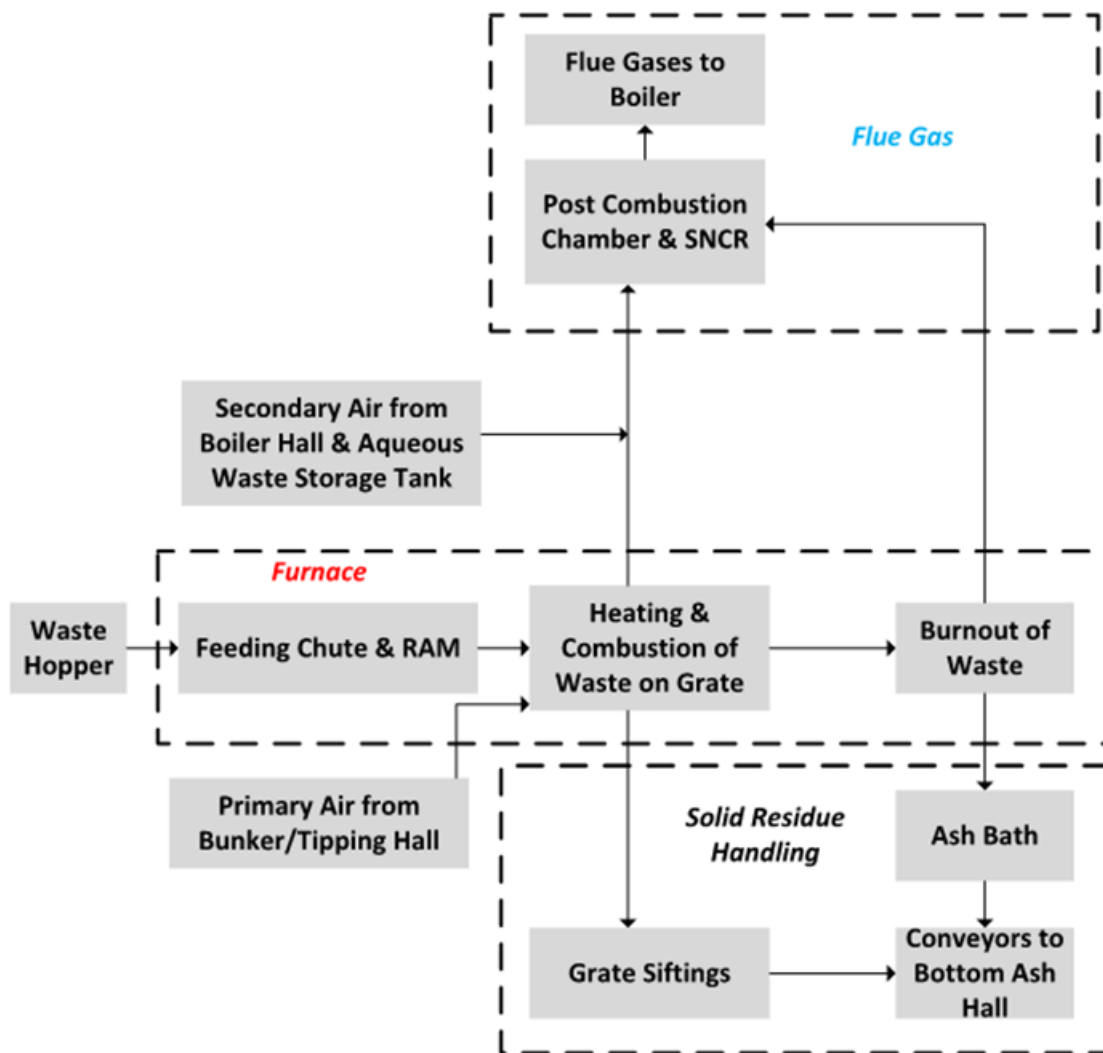 Flue Gases to
Boiler
Flue Gas
Post Combustion
Chamber & SNCR
Secondary Air from
Boiler Hall & Aqueous
Waste Storage Tank
Furnace
Waste
Hopper
Feeding Chute & RAM
Heating &
Combustion of
Waste on Grate
Burnout of
Waste
Primary Air from
Bunker/Tipping Hall
Solid Residue
Handling
Ash Bath
Grate Siftings
Conveyors to
Bottom Ash
Hall